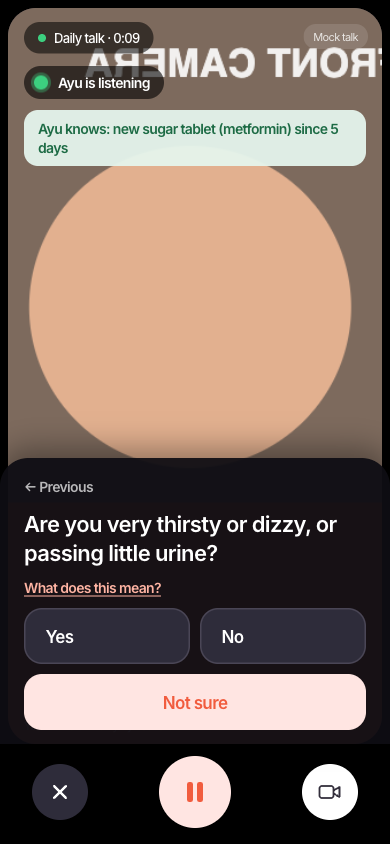 Daily talk · 0:09
Mock talk
FRONT CAMERA
Ayu is listening
Ayu knows: new sugar tablet (metformin) since 5
days
← Previous
Are you very thirsty or dizzy, or
passing little urine?
What does this mean?
Yes
No
Not sure